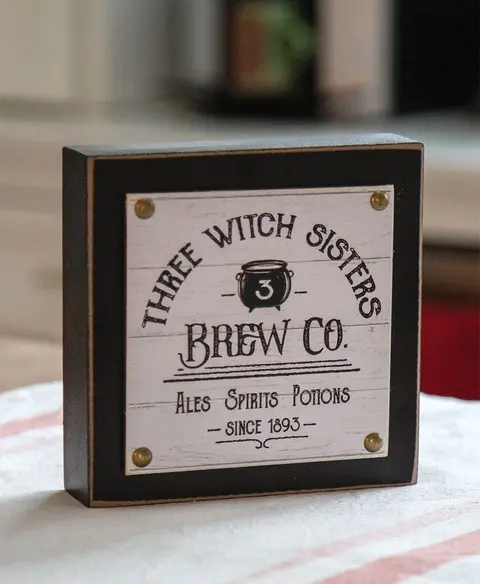 THREE WITCH SISTERS
3
BREW CO.
ALES SPIRITS POTIONS
— SINCE 1893 —